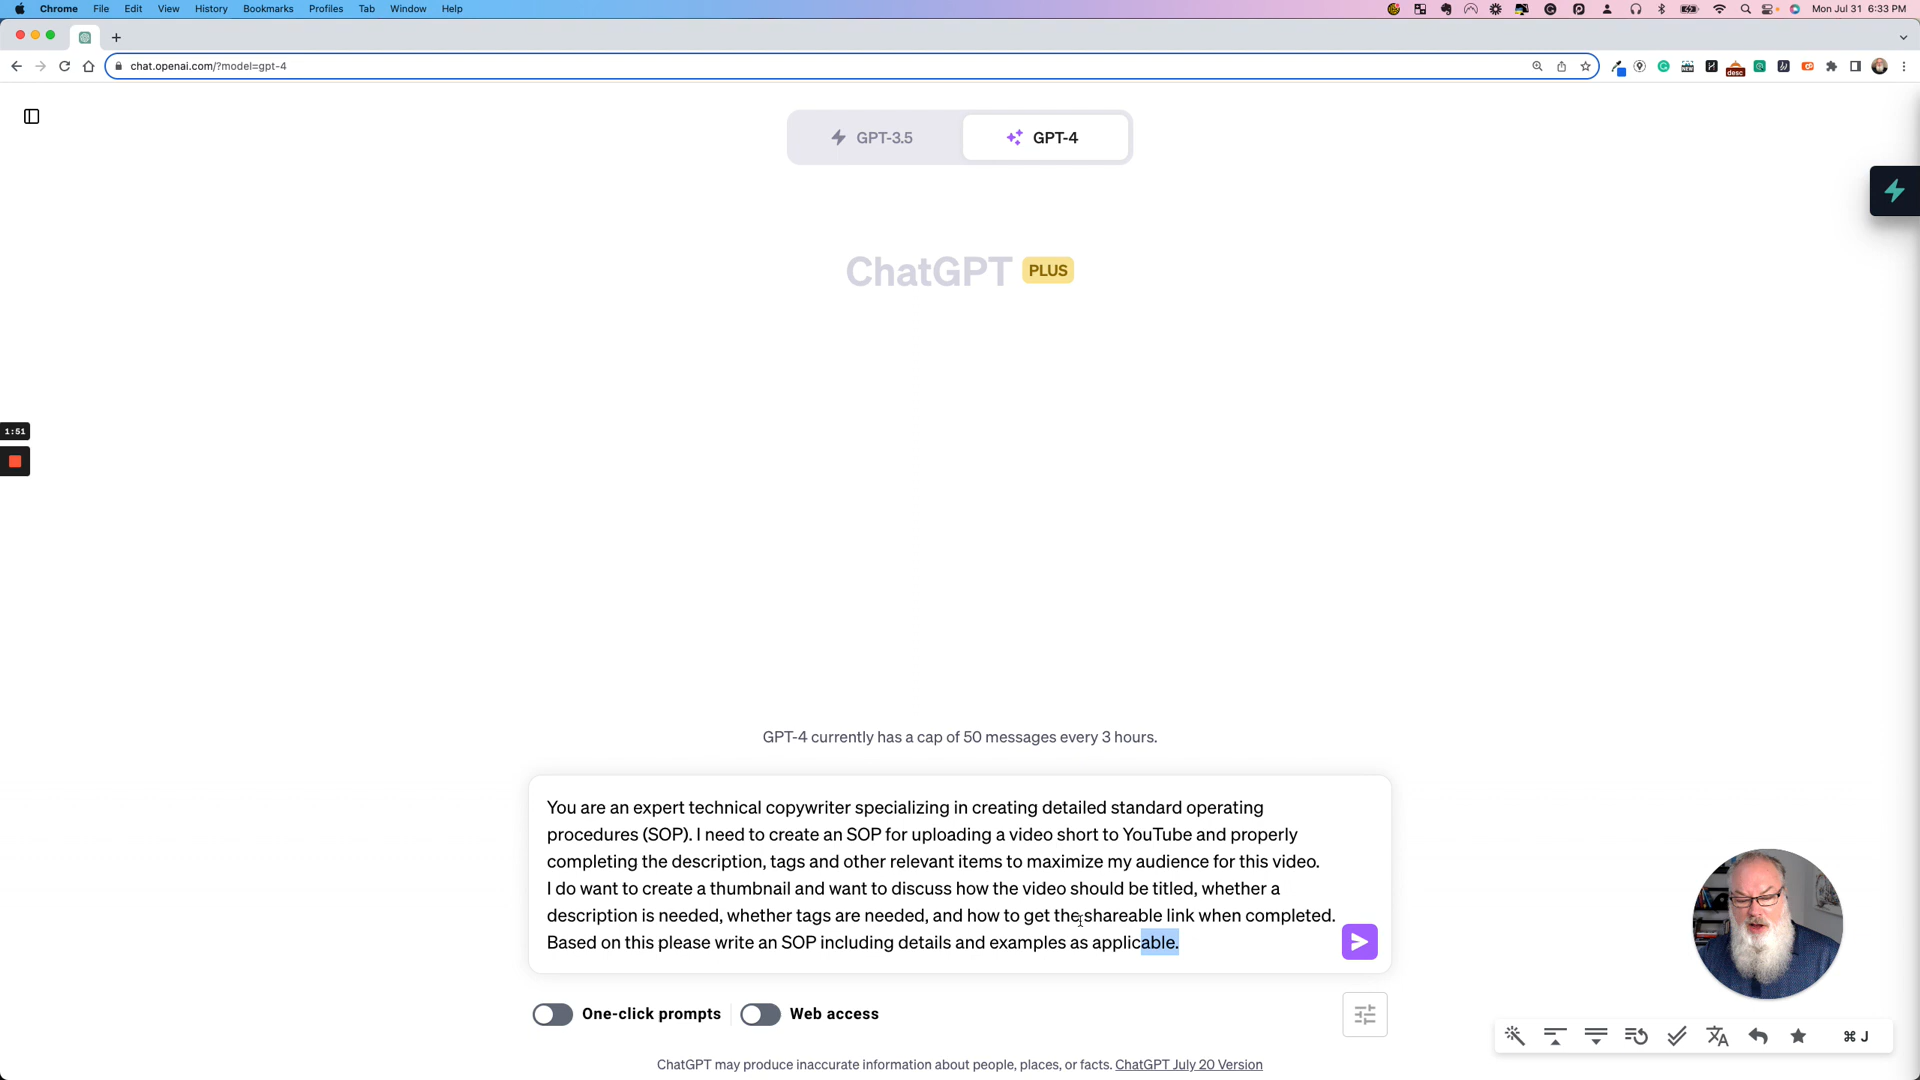 Chrome File Edit View History Bookmarks Profiles Tab Window Help Mon Jul 31 6:33 PM
chat.openai.com/?model=gpt-4
desc
GPT-3.5 GPT-4
ChatGPT PLUS
1:51
GPT-4 currently has a cap of 50 messages every 3 hours.
You are an expert technical copywriter specializing in creating detailed standard operating
procedures (SOP). I need to create an SOP for uploading a video short to YouTube and properly
completing the description, tags and other relevant items to maximize my audience for this video.
I do want to create a thumbnail and want to discuss how the video should be titled, whether a
description is needed, whether tags are needed, and how to get the shareable link when completed.
Based on this please write an SOP including details and examples as applicable.
One-click prompts Web access
⌘ J
ChatGPT may produce inaccurate information about people, places, or facts. ChatGPT July 20 Version